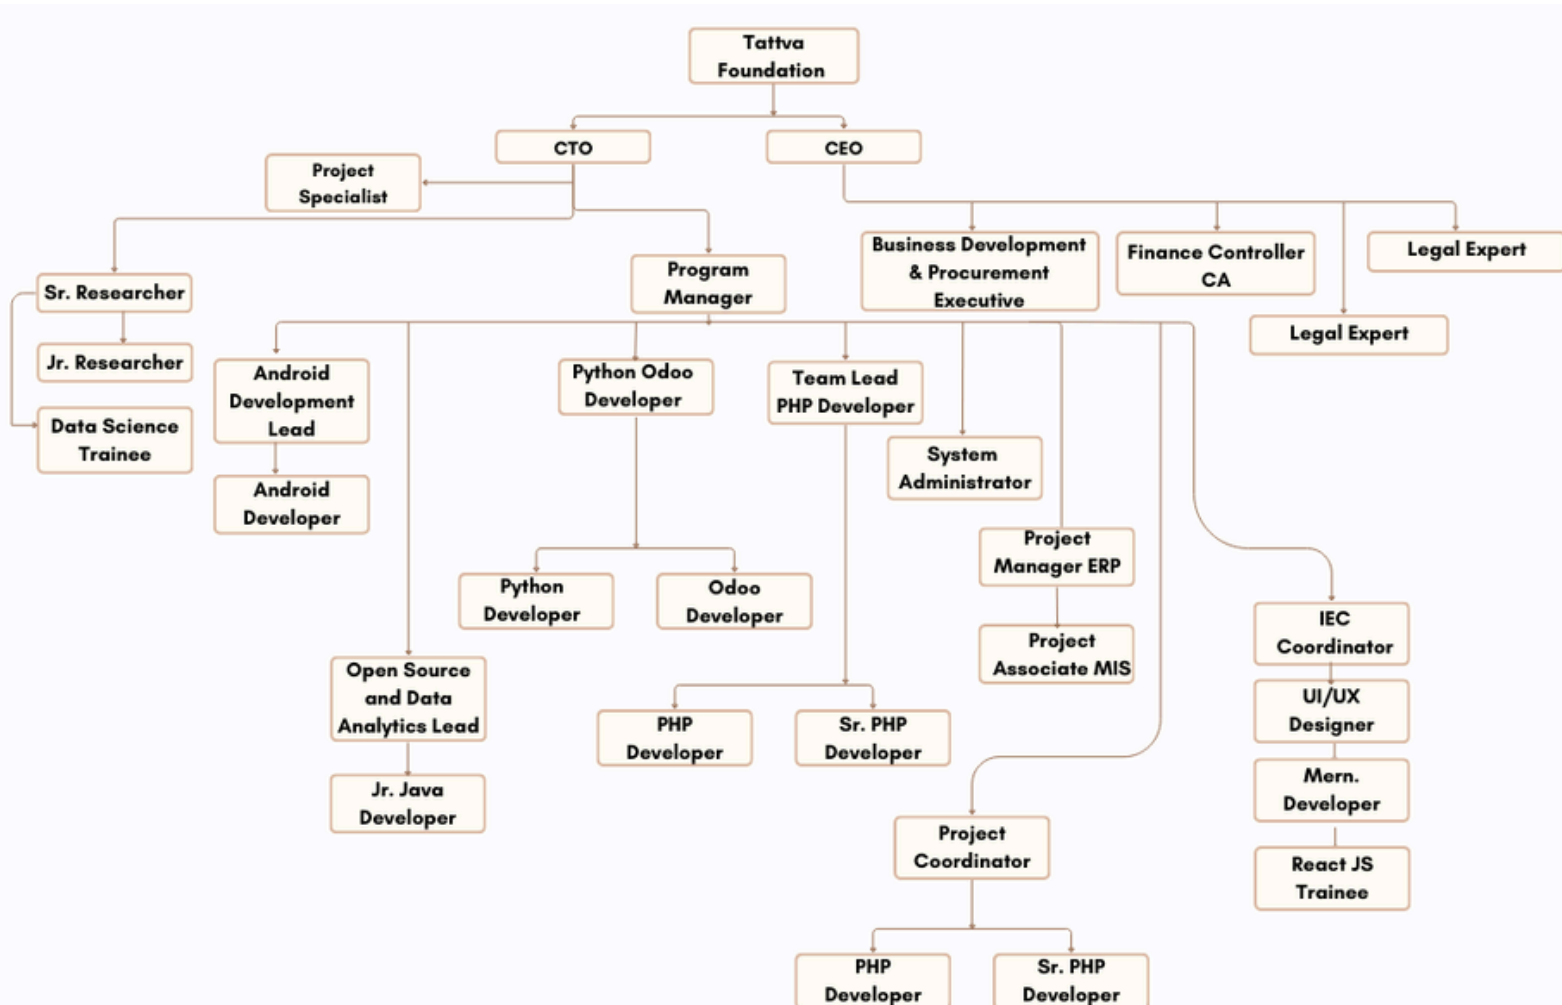 Tattva
Foundation
CTO
CEO
Project
Specialist
Business Development
& Procurement
Executive
Finance Controller
CA
Legal Expert
Legal Expert
Sr. Researcher
Program
Manager
Jr. Researcher
Data Science
Trainee
Android
Development
Lead
Android
Developer
Python Odoo
Developer
Team Lead
PHP Developer
System
Administrator
Project
Manager ERP
Project
Associate MIS
Python
Developer
Odoo
Developer
IEC
Coordinator
UI/UX
Designer
Mern.
Developer
React JS
Trainee
Open Source
and Data
Analytics Lead
Jr. Java
Developer
PHP
Developer
Sr. PHP
Developer
Project
Coordinator
PHP
Developer
Sr. PHP
Developer